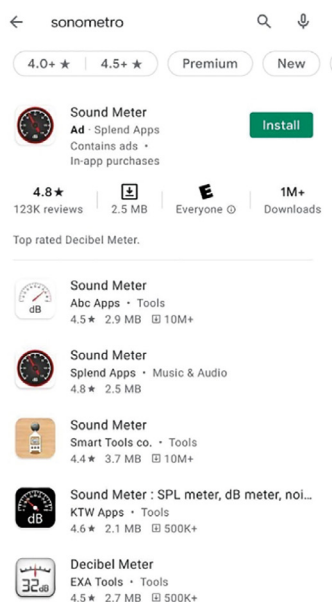 sonometro
4.0+ ★ 4.5+ ★ Premium New
Sound Meter
Ad · Splend Apps
Contains ads •
In-app purchases
Install
4.8★ E 1M+
123K reviews 2.5 MB Everyone Downloads
Top rated Decibel Meter.
Sound Meter
Abc Apps • Tools
4.5★ 2.9 MB 10M+
dB
Sound Meter
Splend Apps • Music & Audio
4.8★ 2.5 MB
Sound Meter
Smart Tools co. • Tools
4.4★ 3.7 MB 10M+
Sound Meter : SPL meter, dB meter, noi...
KTW Apps • Tools
4.6★ 2.1 MB 500K+
dB
Decibel Meter
EXA Tools • Tools
4.5★ 2.7 MB 500K+
32dB